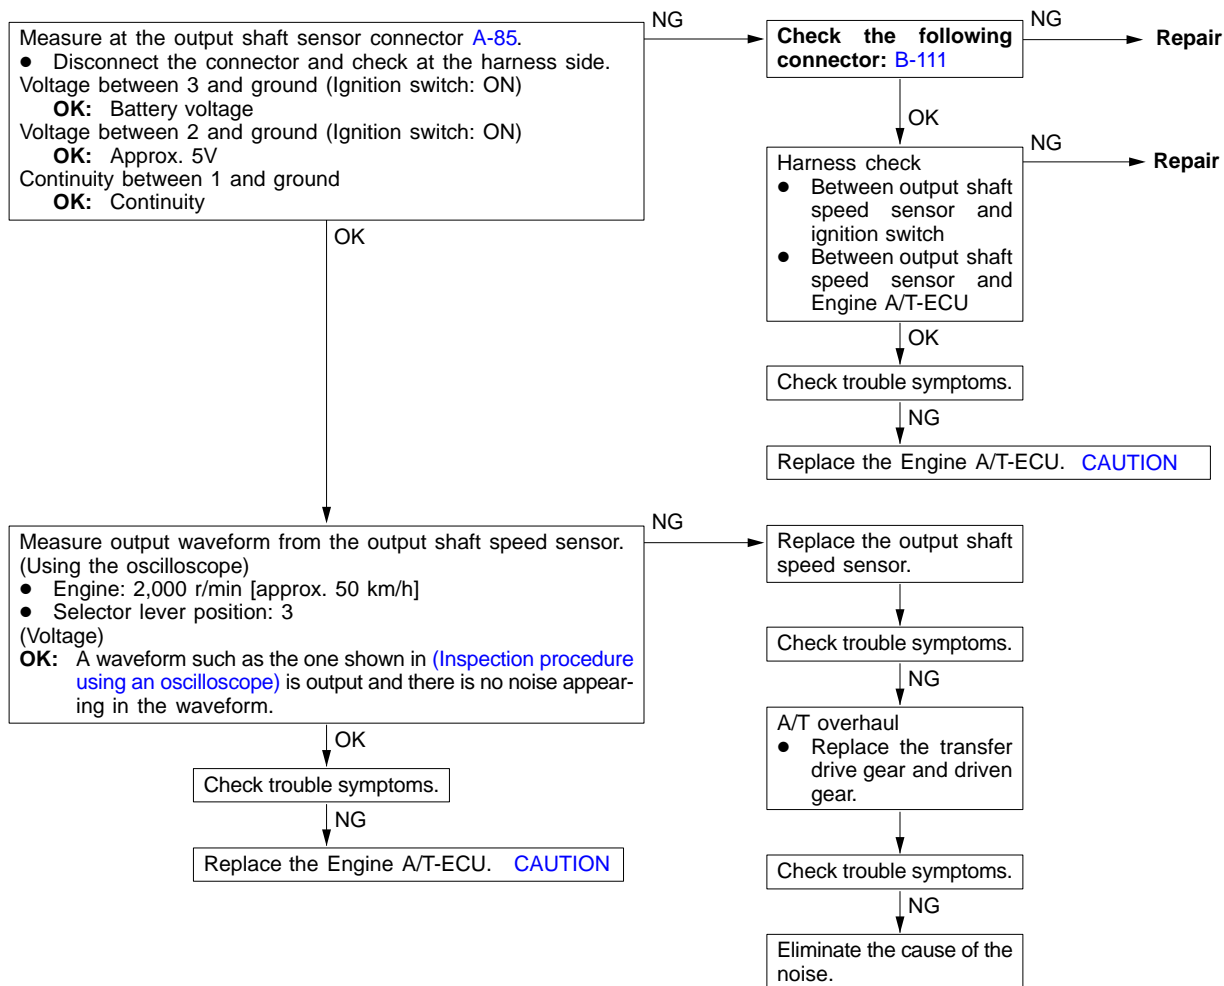 Measure at the output shaft sensor connector A-85.
● Disconnect the connector and check at the harness side.
Voltage between 3 and ground (Ignition switch: ON)
OK: Battery voltage
Voltage between 2 and ground (Ignition switch: ON)
OK: Approx. 5V
Continuity between 1 and ground
OK: Continuity
NG
Check the following
connector: B-111
NG
Repair
OK
Harness check
● Between output shaft
speed sensor and
ignition switch
● Between output shaft
speed sensor and
Engine A/T-ECU
NG
Repair
OK
Check trouble symptoms.
NG
Replace the Engine A/T-ECU. CAUTION
OK
Measure output waveform from the output shaft speed sensor.
(Using the oscilloscope)
● Engine: 2,000 r/min [approx. 50 km/h]
● Selector lever position: 3
(Voltage)
OK: A waveform such as the one shown in (Inspection procedure
using an oscilloscope) is output and there is no noise appear-
ing in the waveform.
OK
Check trouble symptoms.
NG
Replace the Engine A/T-ECU. CAUTION
NG
Replace the output shaft
speed sensor.
Check trouble symptoms.
NG
A/T overhaul
● Replace the transfer
drive gear and driven
gear.
Check trouble symptoms.
NG
Eliminate the cause of the
noise.